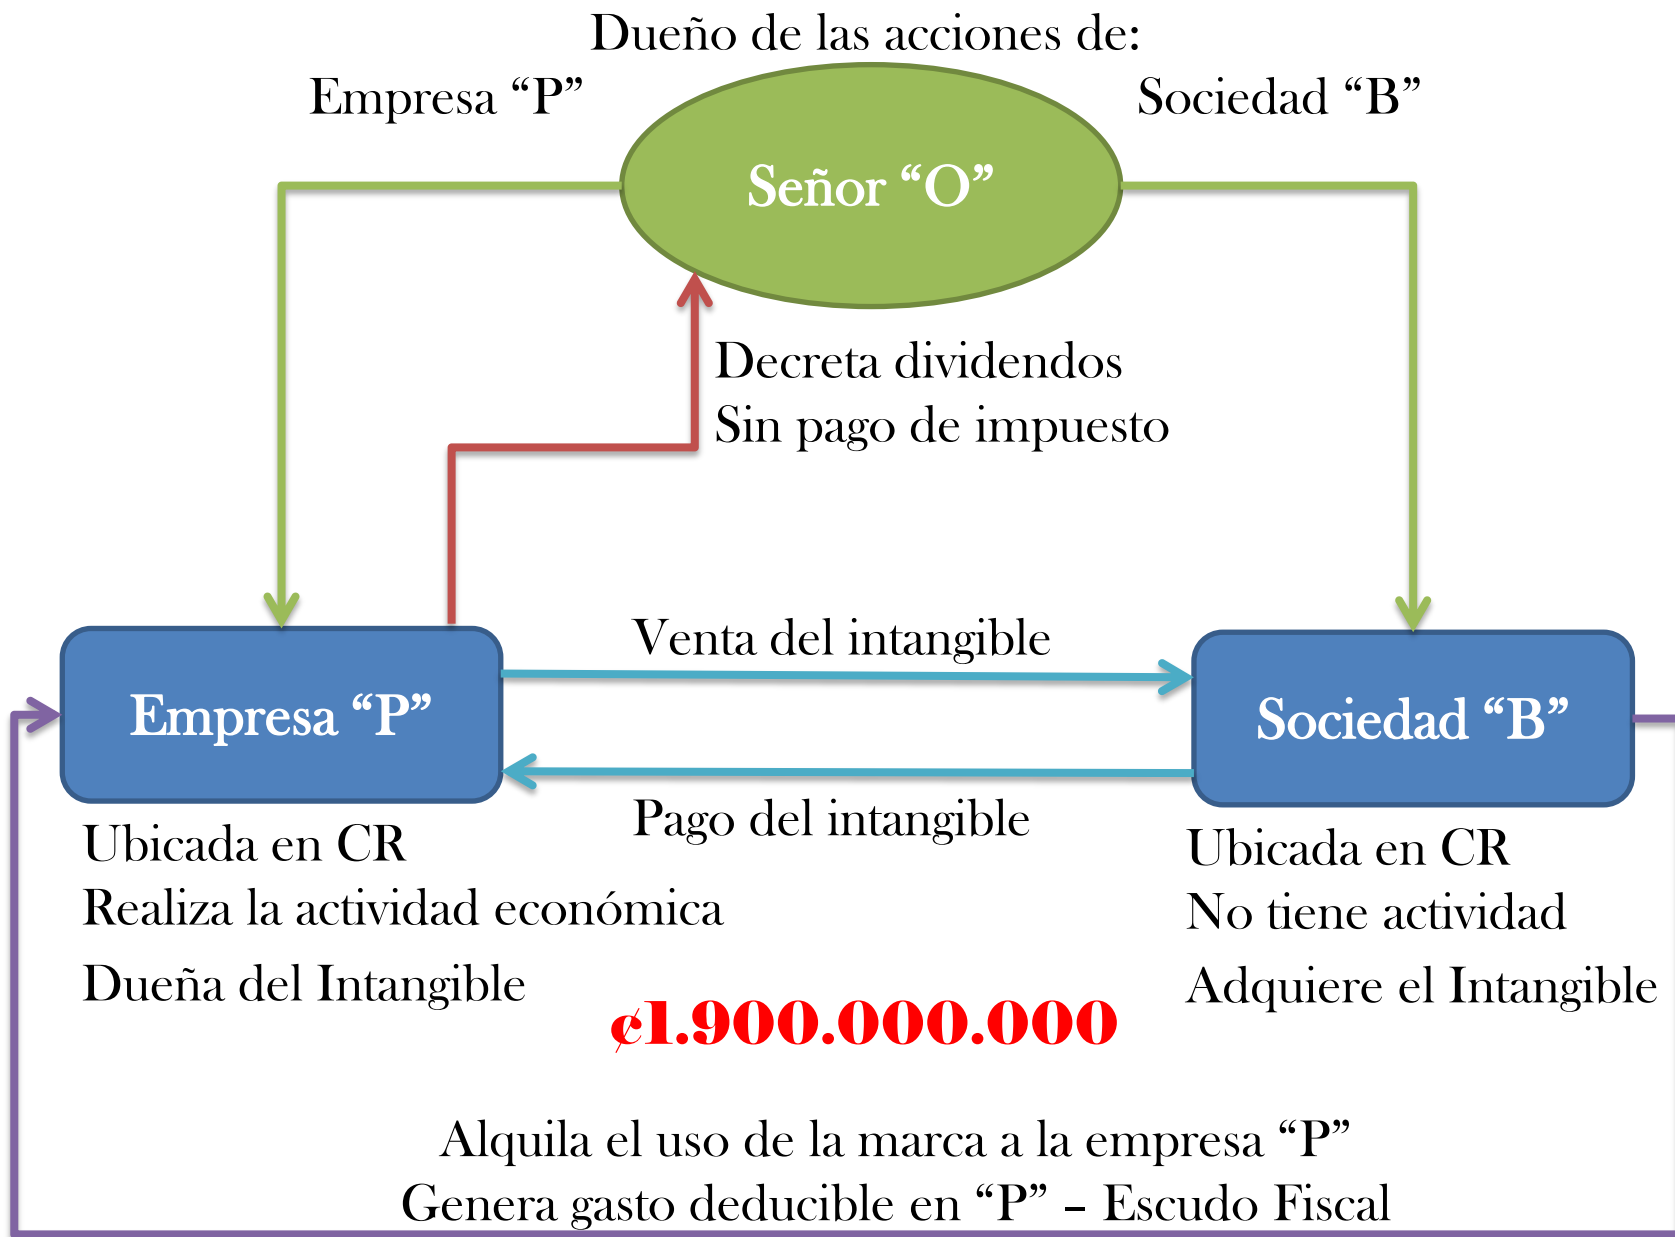 Dueño de las acciones de:
Empresa “P”
Sociedad “B”
Señor “O”
Decreta dividendos
Sin pago de impuesto
Venta del intangible
Empresa “P”
Sociedad “B”
Pago del intangible
Ubicada en CR
Realiza la actividad económica
Dueña del Intangible
Ubicada en CR
No tiene actividad
Adquiere el Intangible
¢1.900.000.000
Alquila el uso de la marca a la empresa “P”
Genera gasto deducible en “P” – Escudo Fiscal